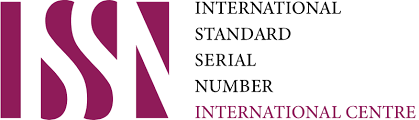 ISSN
INTERNATIONAL
STANDARD
SERIAL
NUMBER
INTERNATIONAL CENTRE